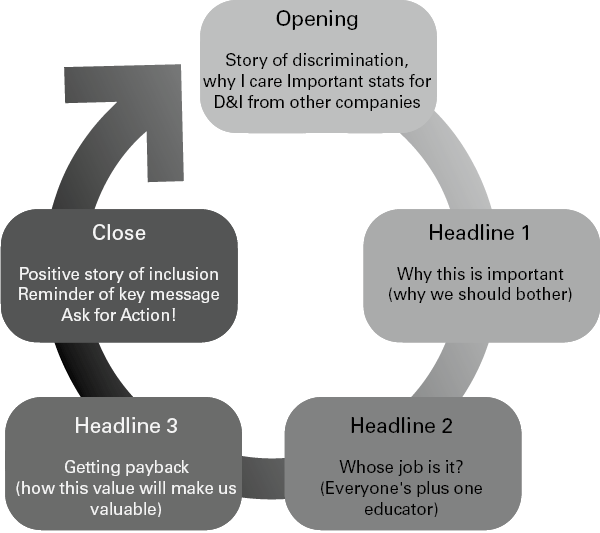 Opening
Story of discrimination,
why I care Important stats for
D&I from other companies
Headline 1
Why this is important
(why we should bother)
Headline 2
Whose job is it?
(Everyone's plus one
educator)
Headline 3
Getting payback
(how this value will make us
valuable)
Close
Positive story of inclusion
Reminder of key message
Ask for Action!